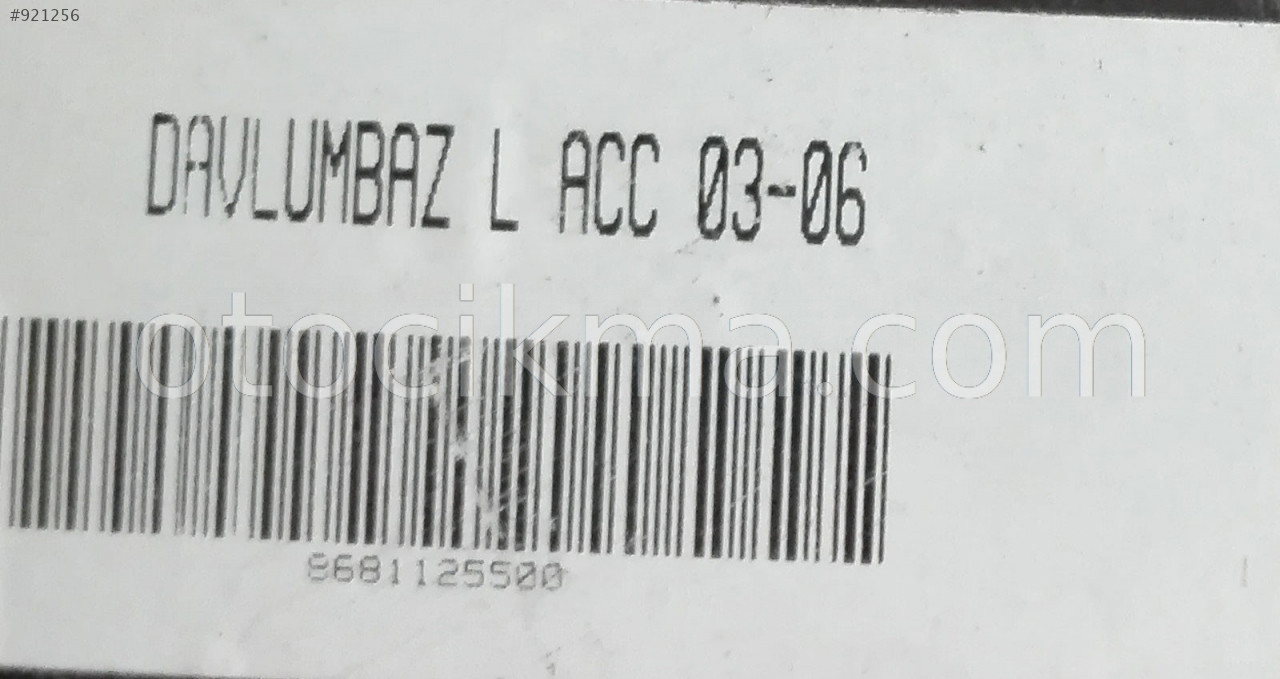 #921256
DAVLUMBAZ L ACC 03-06
otocikma.com
8681125500